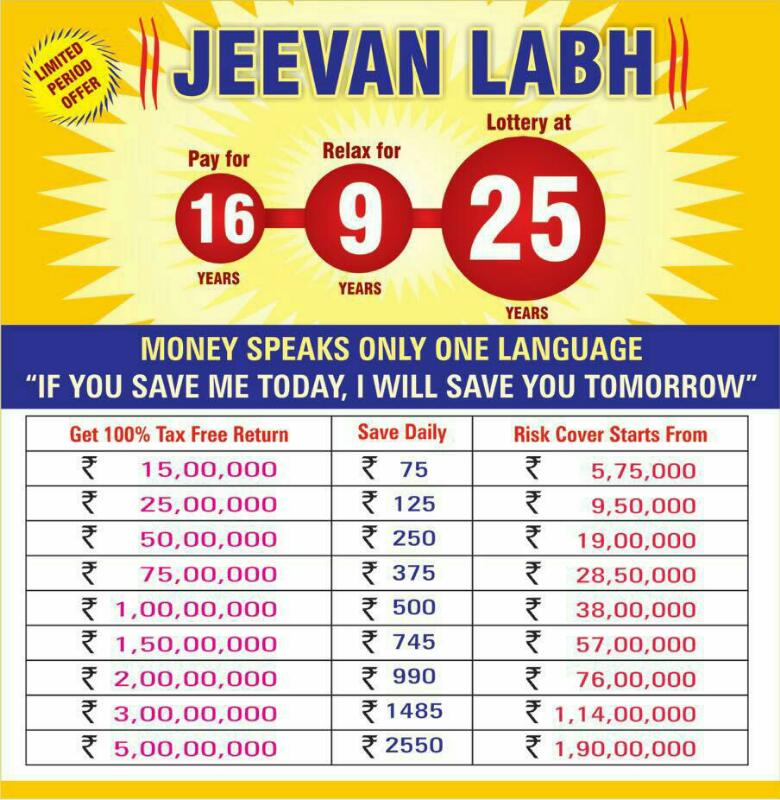 LIMITED
PERIOD
OFFER
JEEVAN LABH
Pay for
16
YEARS
Relax for
9
YEARS
Lottery at
25
YEARS
MONEY SPEAKS ONLY ONE LANGUAGE
“IF YOU SAVE ME TODAY, I WILL SAVE YOU TOMORROW”
Get 100% Tax Free Return Save Daily Risk Cover Starts From
₹ 15,00,000 ₹ 75 ₹ 5,75,000
₹ 25,00,000 ₹ 125 ₹ 9,50,000
₹ 50,00,000 ₹ 250 ₹ 19,00,000
₹ 75,00,000 ₹ 375 ₹ 28,50,000
₹ 1,00,00,000 ₹ 500 ₹ 38,00,000
₹ 1,50,00,000 ₹ 745 ₹ 57,00,000
₹ 2,00,00,000 ₹ 990 ₹ 76,00,000
₹ 3,00,00,000 ₹ 1485 ₹ 1,14,00,000
₹ 5,00,00,000 ₹ 2550 ₹ 1,90,00,000